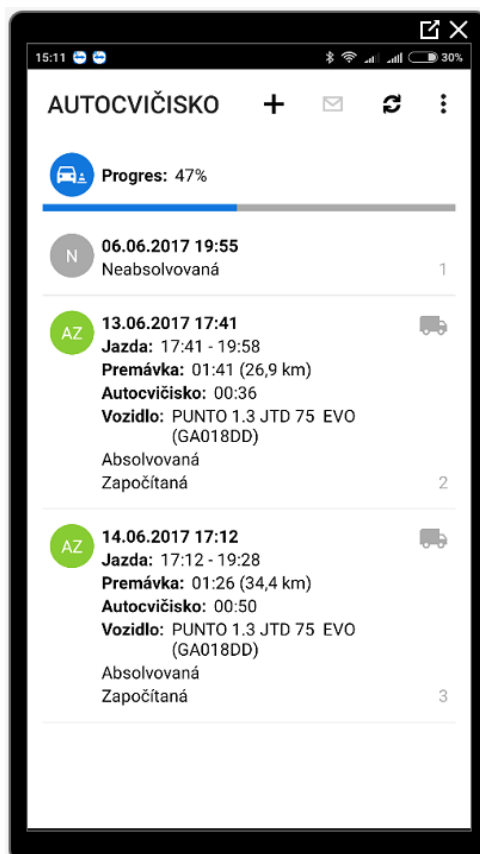 15:11 30%
AUTOCVIČISKO
Progres: 47%
N
06.06.2017 19:55
Neabsolvovaná
1
AZ
13.06.2017 17:41
Jazda: 17:41 - 19:58
Premávka: 01:41 (26,9 km)
Autocvičisko: 00:36
Vozidlo: PUNTO 1.3 JTD 75 EVO
(GA018DD)
Absolvovaná
Započítaná
2
AZ
14.06.2017 17:12
Jazda: 17:12 - 19:28
Premávka: 01:26 (34,4 km)
Autocvičisko: 00:50
Vozidlo: PUNTO 1.3 JTD 75 EVO
(GA018DD)
Absolvovaná
Započítaná
3